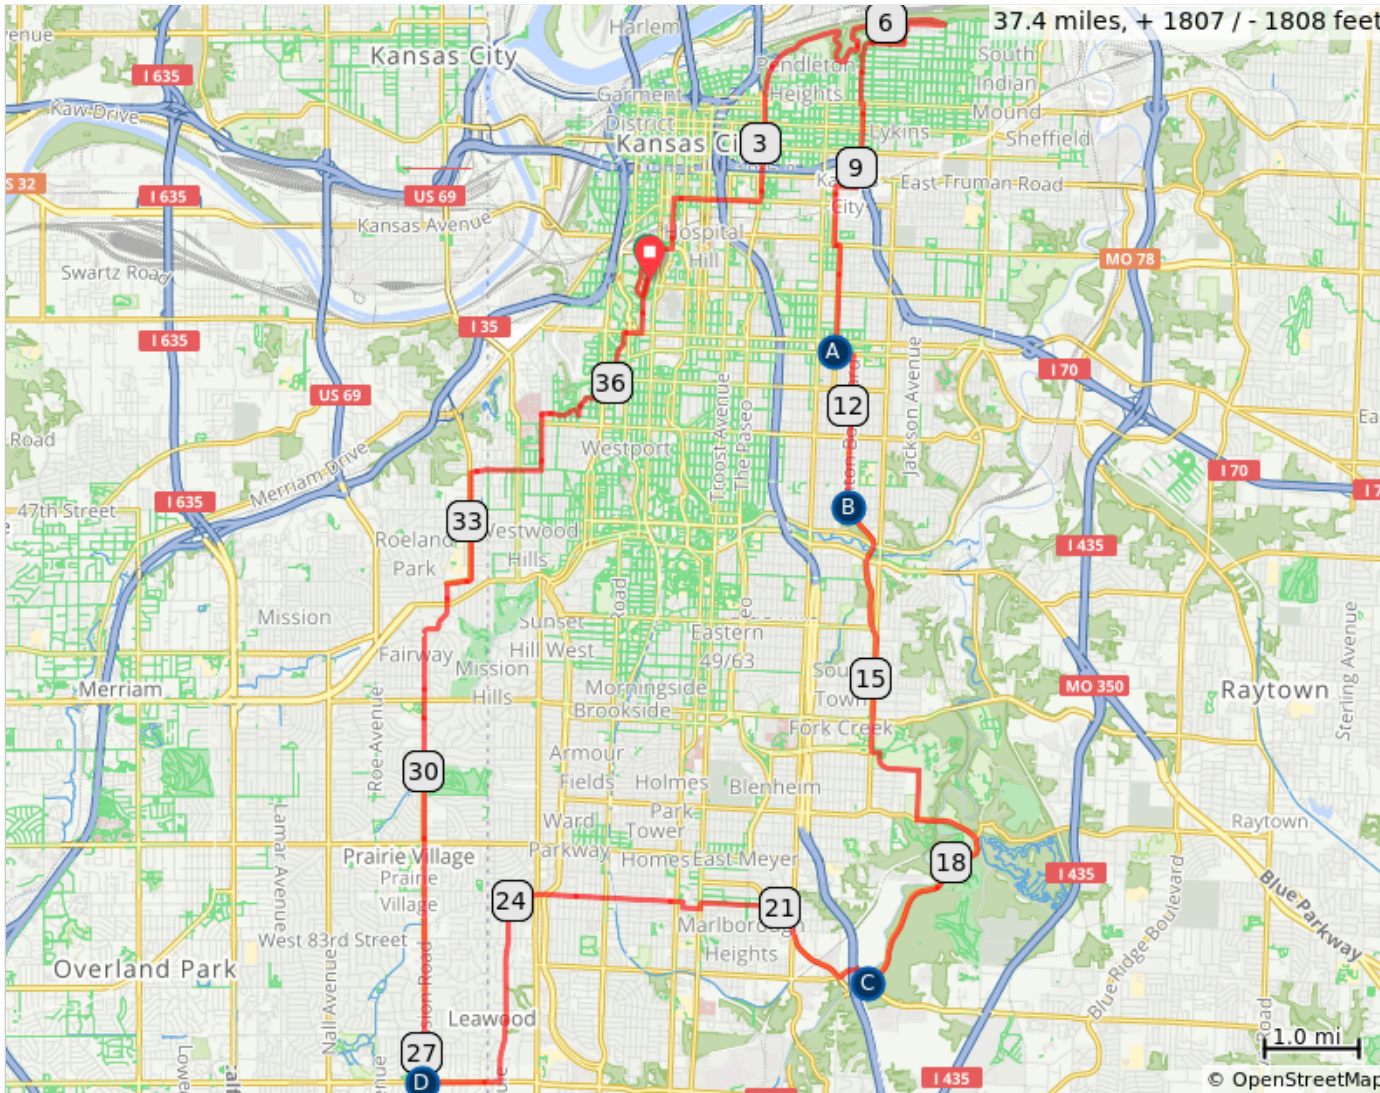 37.4 miles, + 1807 / - 1808 feet
6
Harlem
Kansas City
I 635
South
Indian
Mound
Pendleton
Heights
Garment
District
Kaw Drive
Lykins
Sheffield
3
9
East Truman Road
City
S 32
I 635
US 69
Kansas Avenue
Hospital
Hill
MO 78
Swartz Road
I 35
I 635
A
I 70
US 69
36
12
Jackson Avenue
Troost Avenue
The Paseo
Road
Westport
Merriam Drive
I 70
I 635
47th Street
B
33
Westwood
Hills
Roeland
Park
I 435
Mission
Road
Sunset
Hill West
Eastern
49/63
Fairway
Mission
Hills
15
Town
Fork Creek
MO 350
Raytown
Sterling Avenue
Merriam
Morningside
Brookside
Roe Avenue
30
Armour
Fields
Holmes
Park
Blenheim
Lamar Avenue
Ward
Parkway
Tower
Homes
East Meyer
Raytown
Prairie Village
Prairie
Village
18
I 435
24
21
Marlborough
Heights
Blue Parkway
Blue Ridge Boulevard
West 83rd Street
Overland Park
Nall Avenue
C
Leawood
27
D
1.0 mi
I 435
© OpenStreetMap